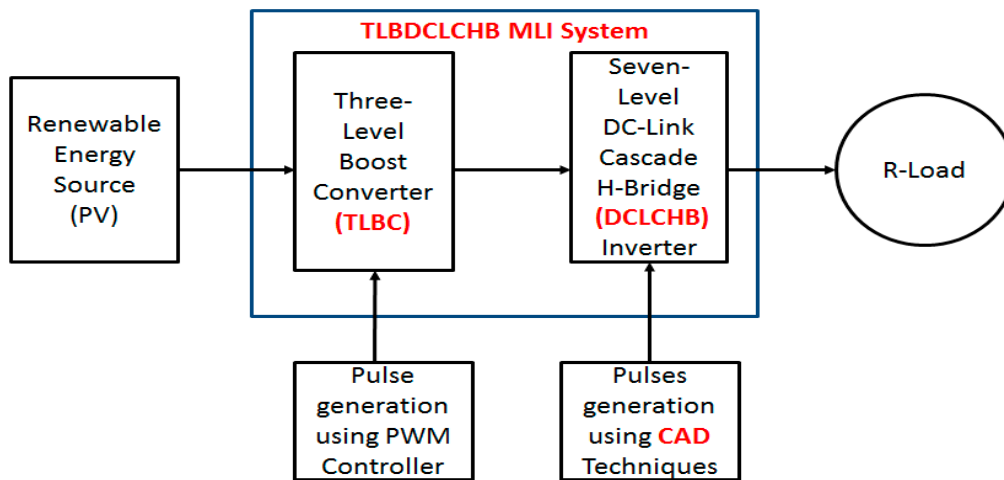 TLBDCLCHB MLI System
Renewable
Energy
Source
(PV)
Three-
Level
Boost
Converter
(TLBC)
Seven-
Level
DC-Link
Cascade
H-Bridge
(DCLCHB)
Inverter
R-Load
Pulse
generation
using PWM
Controller
Pulses
generation
using CAD
Techniques